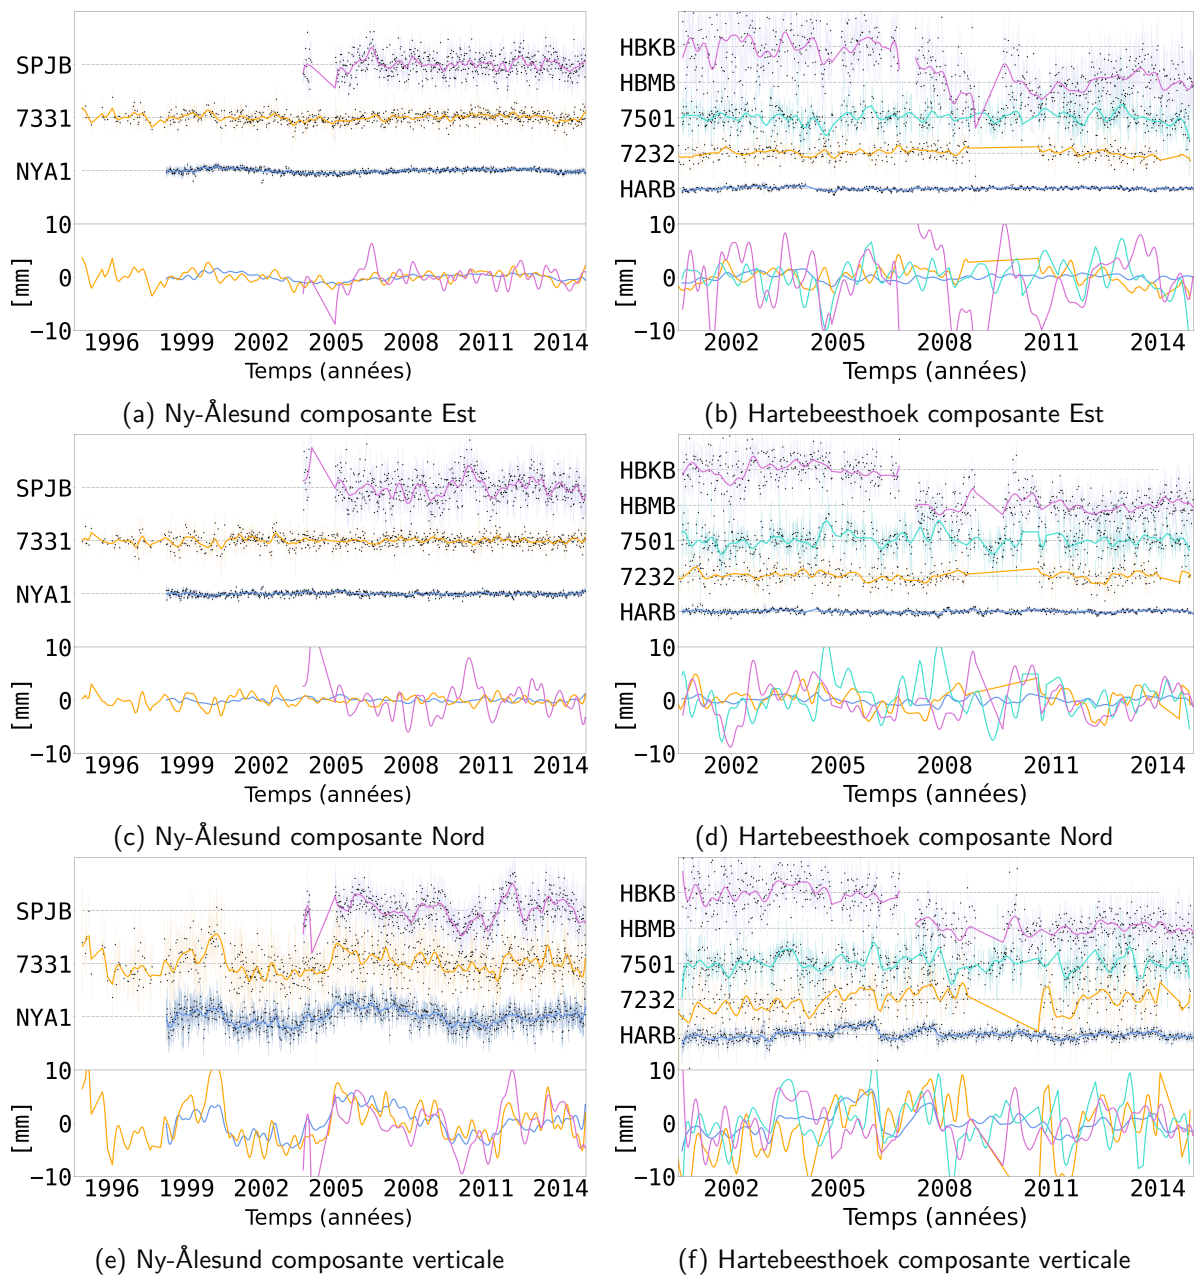 SPJB
7331
NYA1
10
0
−10
[mm]
1996 1999 2002 2005 2008 2011 2014
Temps (années)
(a) Ny-Ålesund composante Est
HBKB
HBMB
7501
7232
HARB
10
0
−10
[mm]
2002 2005 2008 2011 2014
Temps (années)
(b) Hartebeesthoek composante Est
SPJB
7331
NYA1
10
0
−10
[mm]
1996 1999 2002 2005 2008 2011 2014
Temps (années)
(c) Ny-Ålesund composante Nord
HBKB
HBMB
7501
7232
HARB
10
0
−10
[mm]
2002 2005 2008 2011 2014
Temps (années)
(d) Hartebeesthoek composante Nord
SPJB
7331
NYA1
10
0
−10
[mm]
1996 1999 2002 2005 2008 2011 2014
Temps (années)
(e) Ny-Ålesund composante verticale
HBKB
HBMB
7501
7232
HARB
10
0
−10
[mm]
2002 2005 2008 2011 2014
Temps (années)
(f) Hartebeesthoek composante verticale